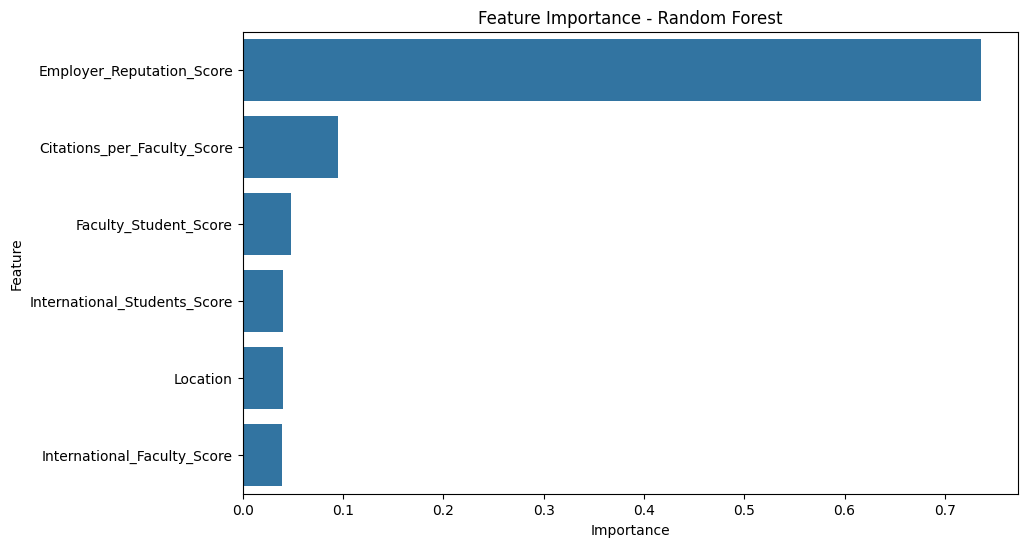 Feature Importance - Random Forest
Employer_Reputation_Score
Citations_per_Faculty_Score
Faculty_Student_Score
International_Students_Score
Location
International_Faculty_Score
Feature
0.0 0.1 0.2 0.3 0.4 0.5 0.6 0.7
Importance